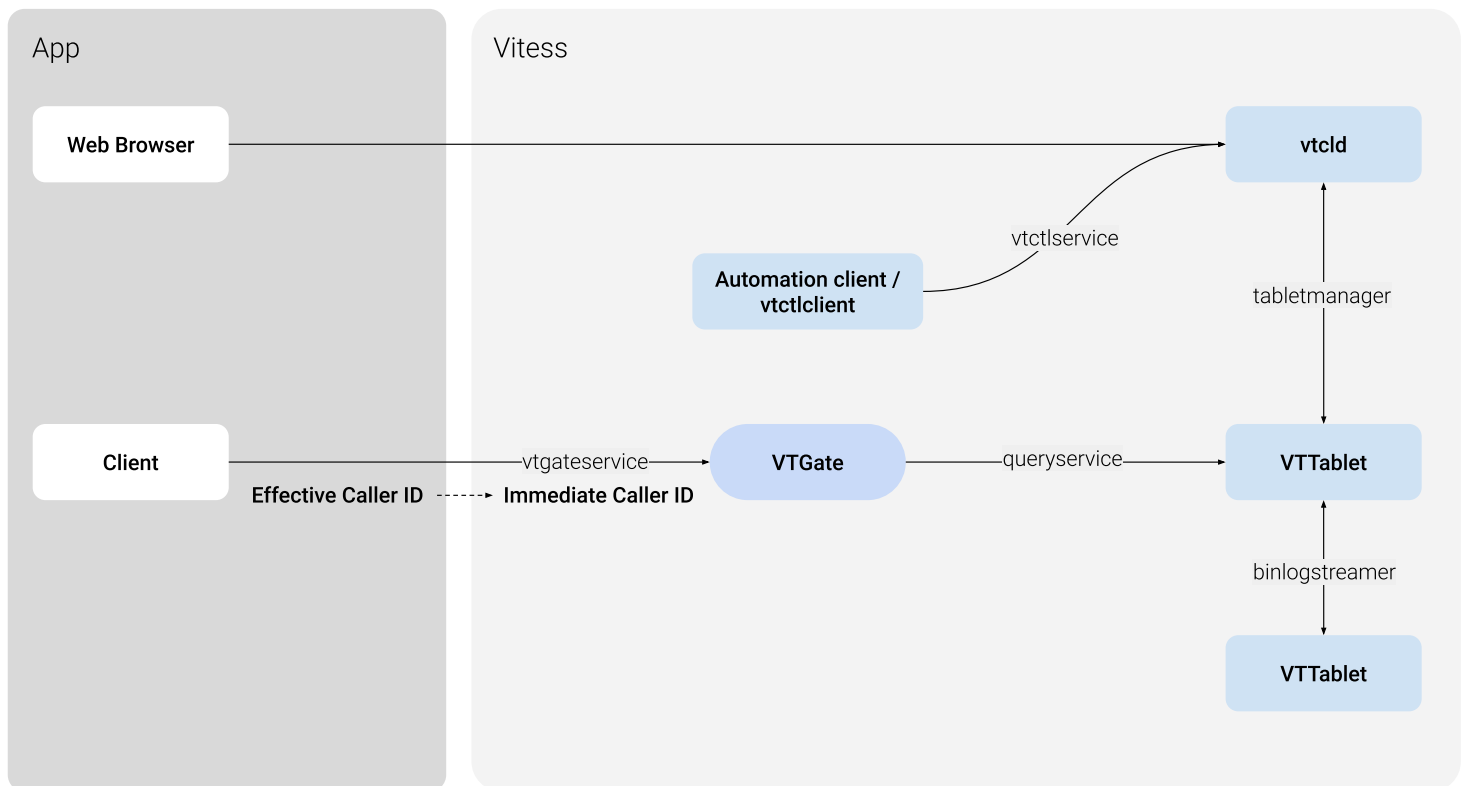 App
Vitess
Web Browser
vtcld
vtctlservice
Automation client /
vtctlclient
tabletmanager
Client
vtgateservice
VTGate
queryservice
VTTablet
Effective Caller ID
Immediate Caller ID
binlogstreamer
VTTablet